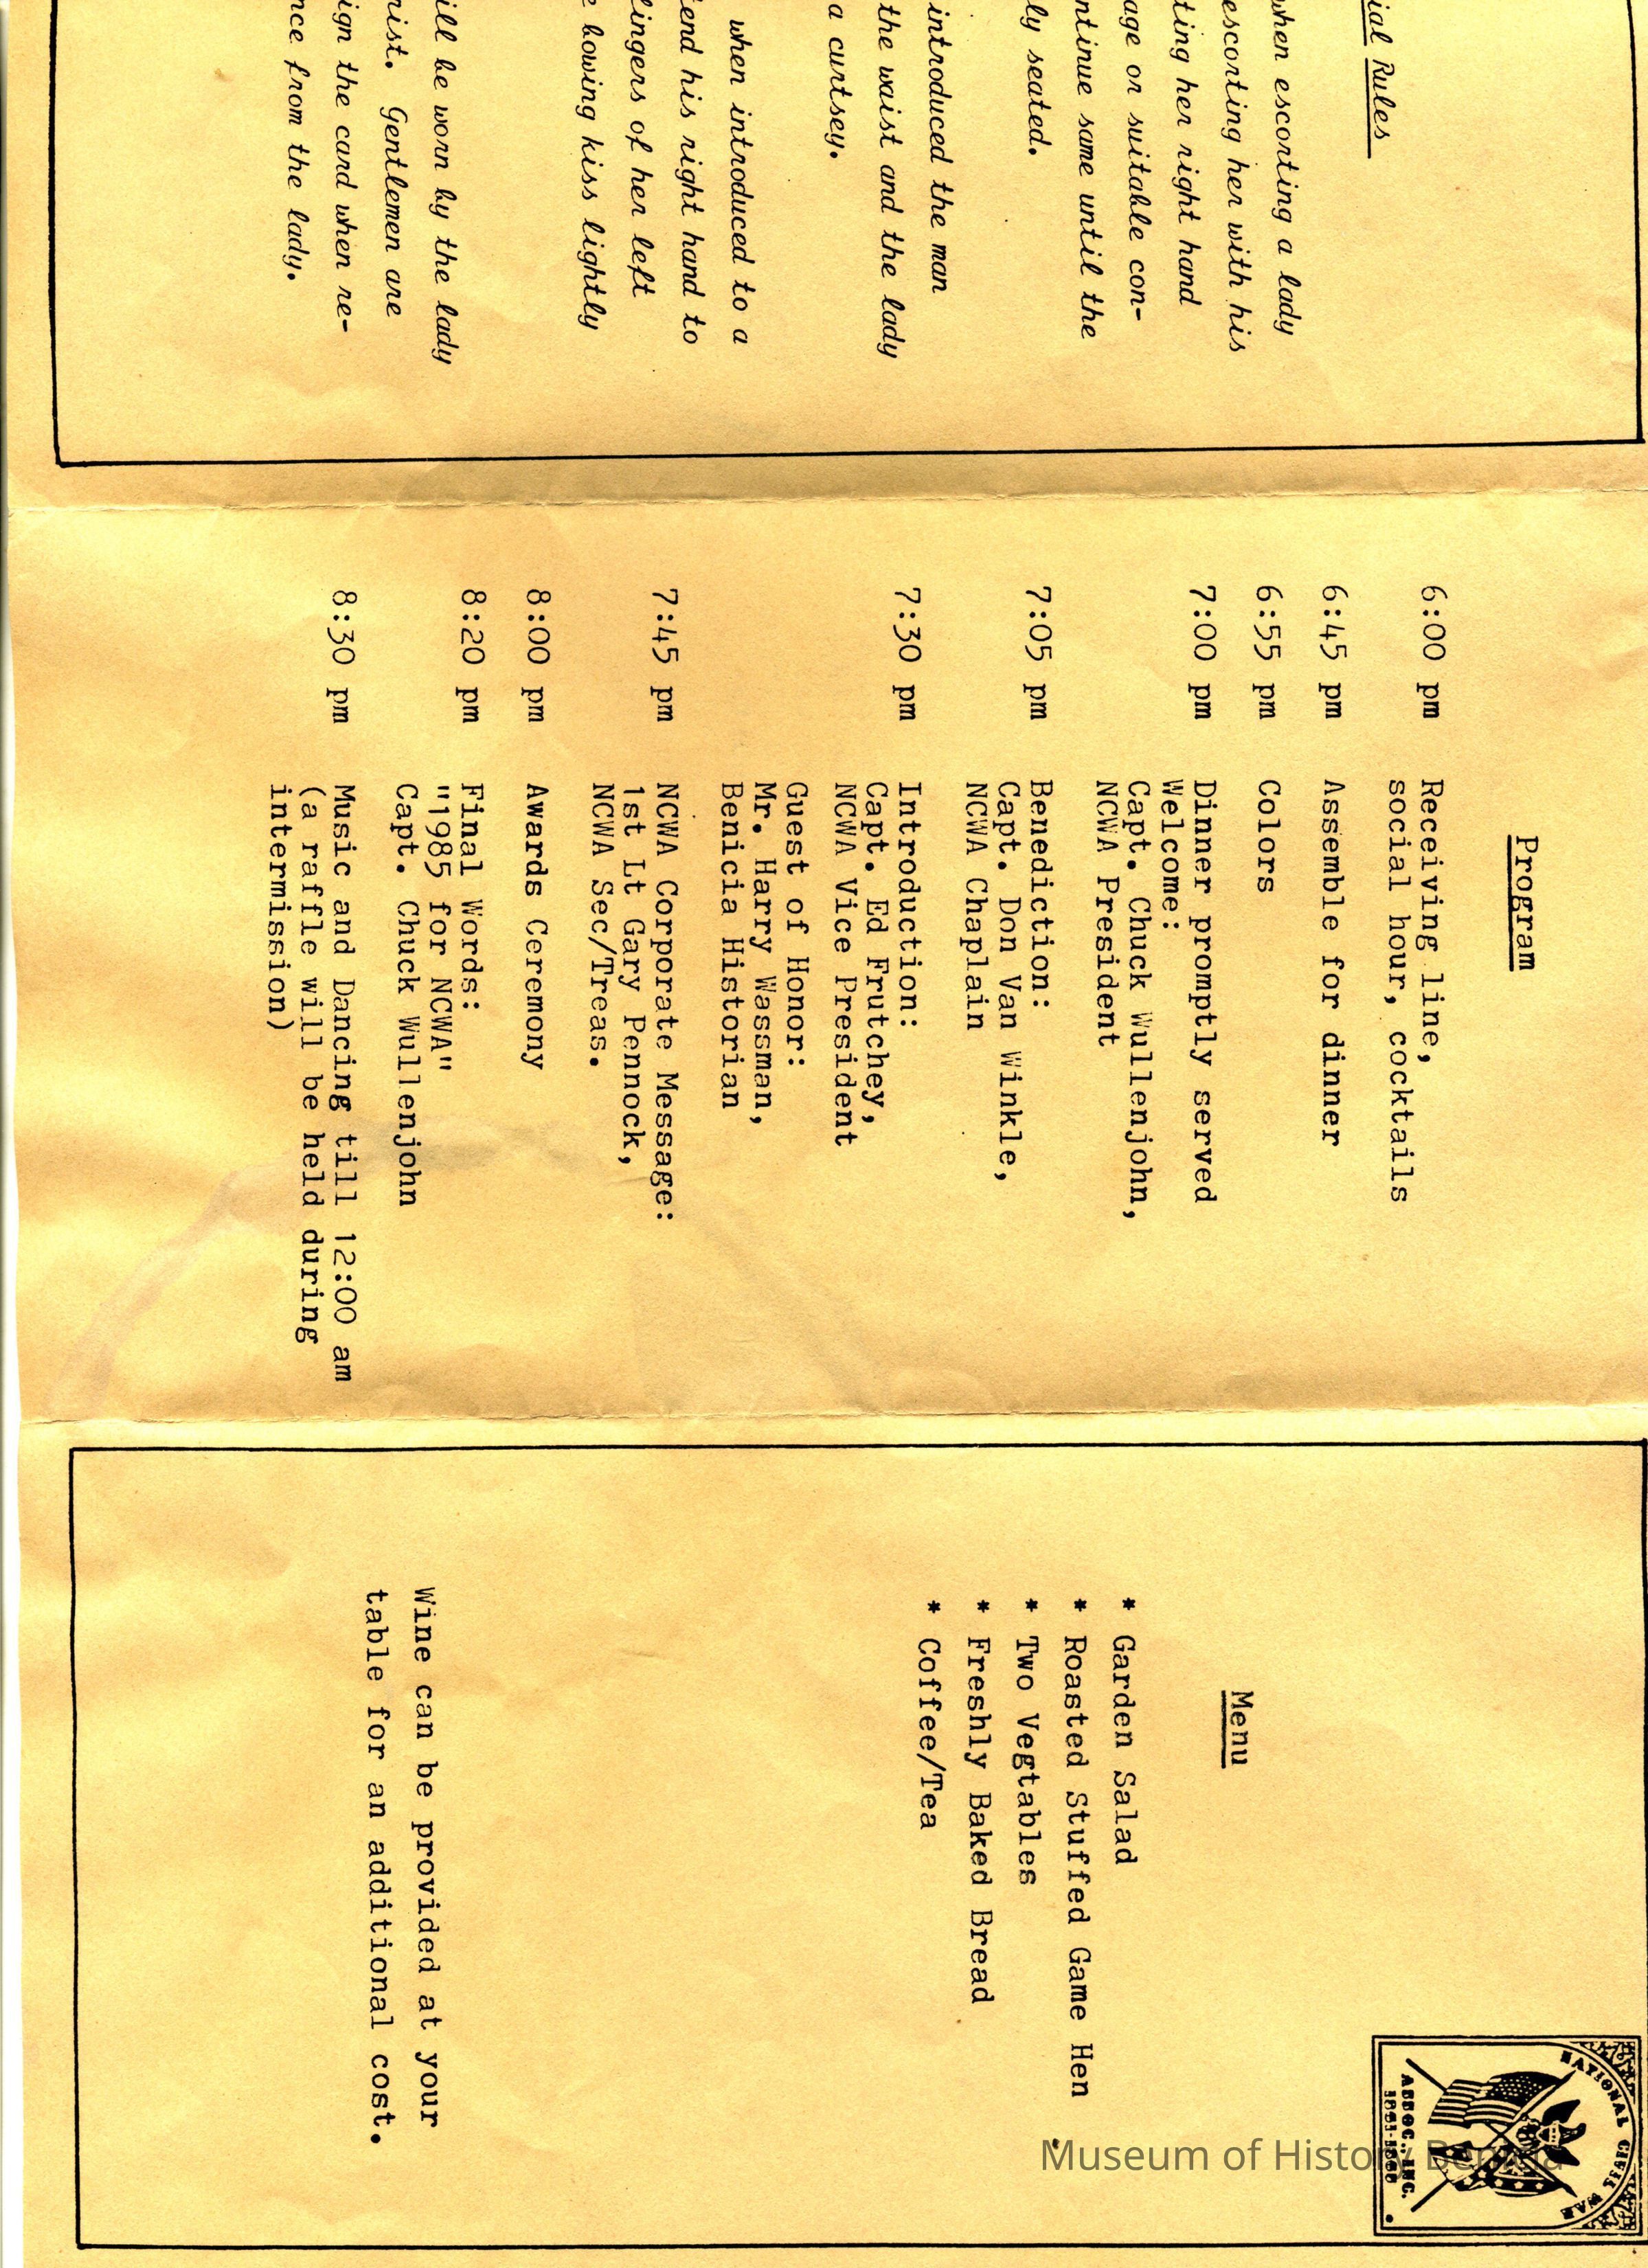 ial Rules
when escorting a lady
escorting her with his
ting her right hand
age or suitable con-
ntinue same until the
ly seated.
introduced the man
the waist and the lady
a curtsey.
when introduced to a
end his right hand to
lingers of her left
e bowing kiss lightly
ill be worn by the lady
nist. Gentlemen are
ign the card when re-
nce from the lady.
Program
6:00 pm Receiving line,
social hour, cocktails
6:45 pm Assemble for dinner
6:55 pm Colors
7:00 pm Dinner promptly served
Welcome:
Capt. Chuck Wullenjohn,
NCWA President
7:05 pm Benediction:
Capt. Don Van Winkle,
NCWA Chaplain
7:30 pm Introduction:
Capt. Ed Frutchey,
NCWA Vice President
Guest of Honor:
Mr. Harry Wassman,
Benicia Historian
7:45 pm NCWA Corporate Message:
1st Lt Gary Pennock,
NCWA Sec/Treas.
8:00 pm Awards Ceremony
8:20 pm Final Words:
"1985 for NCWA"
Capt. Chuck Wullenjohn
8:30 pm Music and Dancing till 12:00 am
(a raffle will be held during
intermission)
NATIONAL CIVIL WAR
ASSOC., INC.
1861-1865
Menu
* Garden Salad
* Roasted Stuffed Game Hen
* Two Vegtables
* Freshly Baked Bread
* Coffee/Tea
Wine can be provided at your
table for an additional cost.
Museum of History Benicia